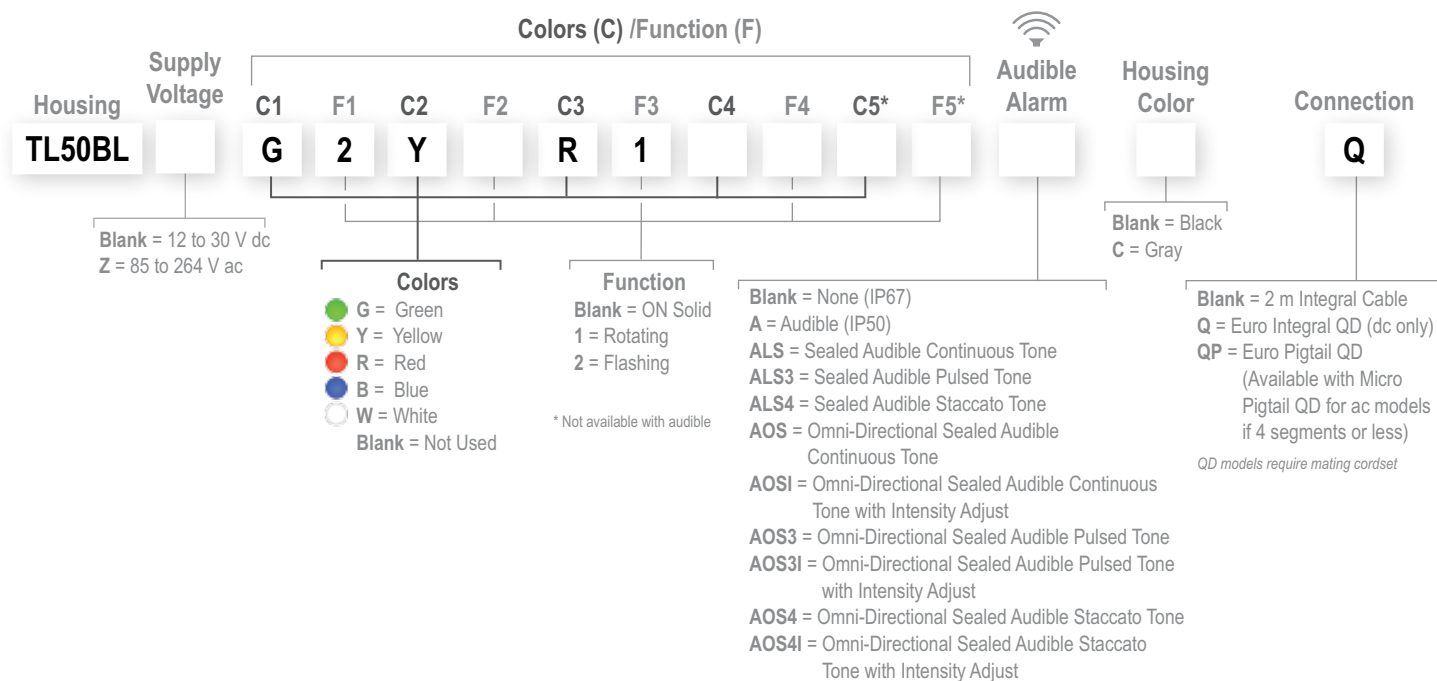 Colors (C) /Function (F)
Housing
Supply
Voltage
C1 F1 C2 F2 C3 F3 C4 F4 C5* F5*
Audible
Alarm
Housing
Color
Connection
TL50BL G 2 Y R 1 Q
Blank = 12 to 30 V dc
Z = 85 to 264 V ac
Colors
G = Green
Y = Yellow
R = Red
B = Blue
W = White
Blank = Not Used
Function
Blank = ON Solid
1 = Rotating
2 = Flashing
* Not available with audible
Blank = None (IP67)
A = Audible (IP50)
ALS = Sealed Audible Continuous Tone
ALS3 = Sealed Audible Pulsed Tone
ALS4 = Sealed Audible Staccato Tone
AOS = Omni-Directional Sealed Audible
Continuous Tone
AOSI = Omni-Directional Sealed Audible Continuous
Tone with Intensity Adjust
AOS3 = Omni-Directional Sealed Audible Pulsed Tone
AOS3I = Omni-Directional Sealed Audible Pulsed Tone
with Intensity Adjust
AOS4 = Omni-Directional Sealed Audible Staccato Tone
AOS4I = Omni-Directional Sealed Audible Staccato
Tone with Intensity Adjust
Blank = Black
C = Gray
Blank = 2 m Integral Cable
Q = Euro Integral QD (dc only)
QP = Euro Pigtail QD
(Available with Micro
Pigtail QD for ac models
if 4 segments or less)
QD models require mating cordset